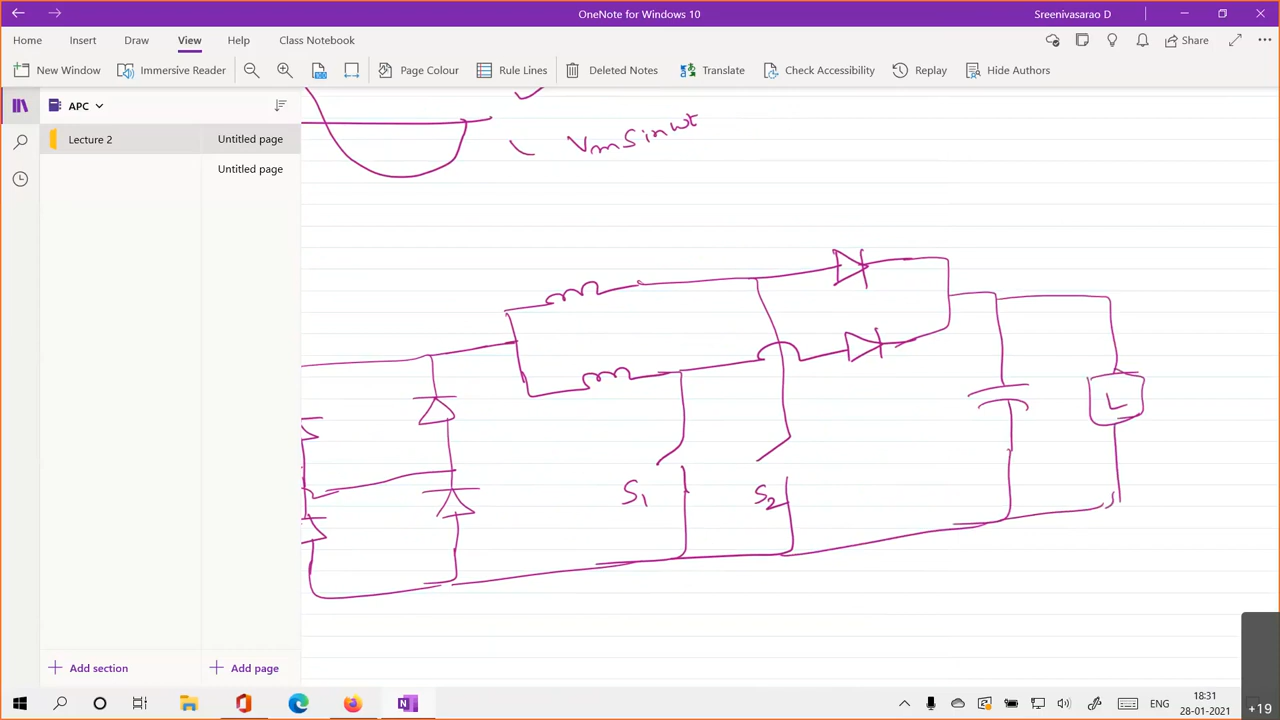 OneNote for Windows 10
Sreenivasarao D
Home Insert Draw View Help Class Notebook
Share
New Window Immersive Reader Page Colour Rule Lines Deleted Notes Translate Check Accessibility Replay Hide Authors
APC
Lecture 2
Untitled page
Untitled page
Vm Sin wt
L
S1
S2
Add section
Add page
ENG
18:31
28-01-2021
+19